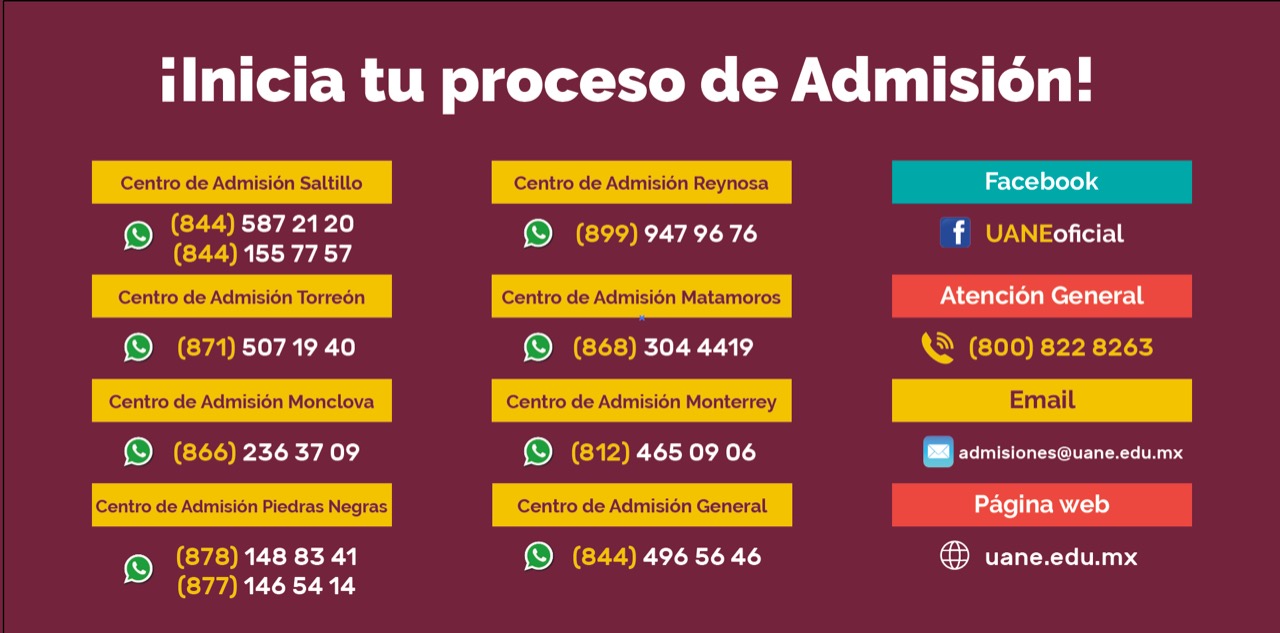 ¡Inicia tu proceso de Admisión!
Centro de Admisión Saltillo
(844) 587 21 20
(844) 155 77 57
Centro de Admisión Torreón
(871) 507 19 40
Centro de Admisión Monclova
(866) 236 37 09
Centro de Admisión Piedras Negras
(878) 148 83 41
(877) 146 54 14
Centro de Admisión Reynosa
(899) 947 96 76
Centro de Admisión Matamoros
(868) 304 4419
Centro de Admisión Monterrey
(812) 465 09 06
Centro de Admisión General
(844) 496 56 46
Facebook
UANEoficial
Atención General
(800) 822 8263
Email
admisiones@uane.edu.mx
Página web
uane.edu.mx